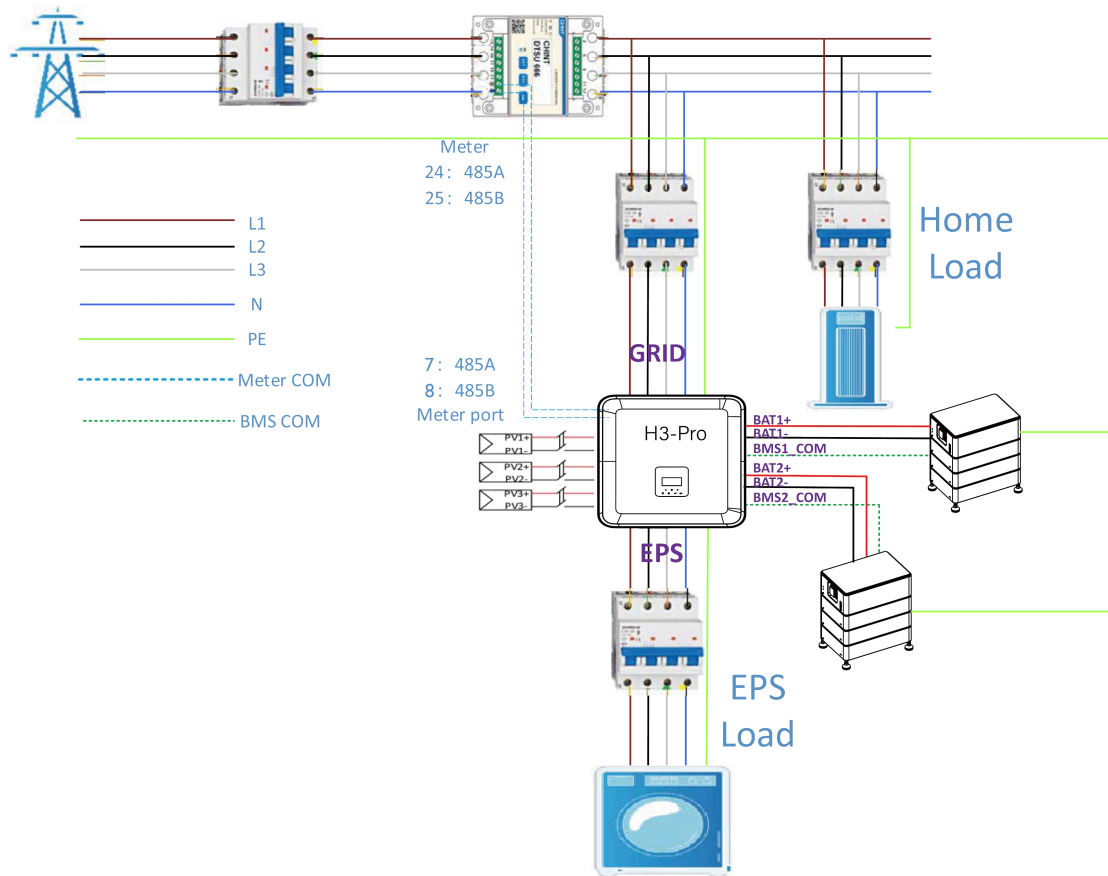 CHINT
DTSU 666
Meter
24: 485A
25: 485B
L1
L2
L3
N
PE
Meter COM
BMS COM
Home
Load
GRID
7: 485A
8: 485B
Meter port
H3-Pro
PV1+
PV1-
PV2+
PV2-
PV3+
PV3-
BAT1+
BAT1-
BMS1_COM
BAT2+
BAT2-
BMS2_COM
EPS
EPS
Load